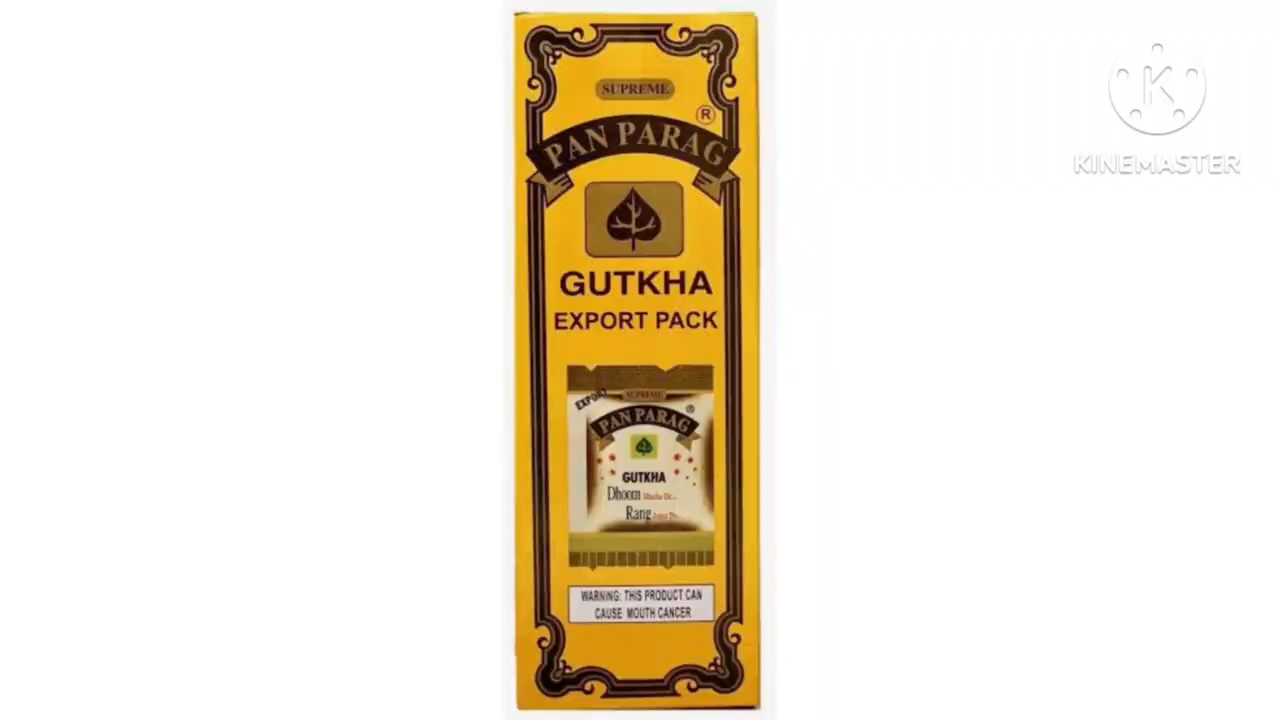 SUPREME
®
PAN PARAG
GUTKHA
EXPORT PACK
EXPORT
SUPREME
PAN PARAG ®
GUTKHA
Dhoom
Rang
WARNING: THIS PRODUCT CAN
CAUSE MOUTH CANCER
K
KINEMASTER